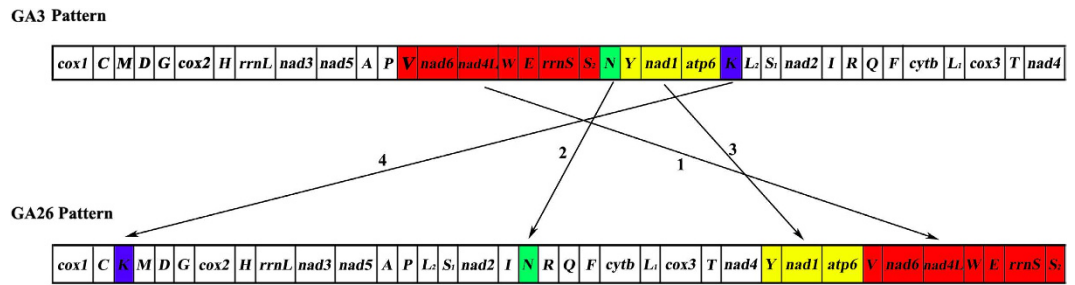 GA3 Pattern
cox1 C M D G cox2 H rrnL nad3 nad5 A P V nad6 nad4L W E rrnS S2 N Y nad1 atp6 K L2 S1 nad2 I R Q F cytb L1 cox3 T nad4
4 2 3
1
GA26 Pattern
cox1 C K M D G cox2 H rrnL nad3 nad5 A P L2 S1 nad2 I N R Q F cytb L1 cox3 T nad4 Y nad1 atp6 V nad6 nad4L W E rrnS S2